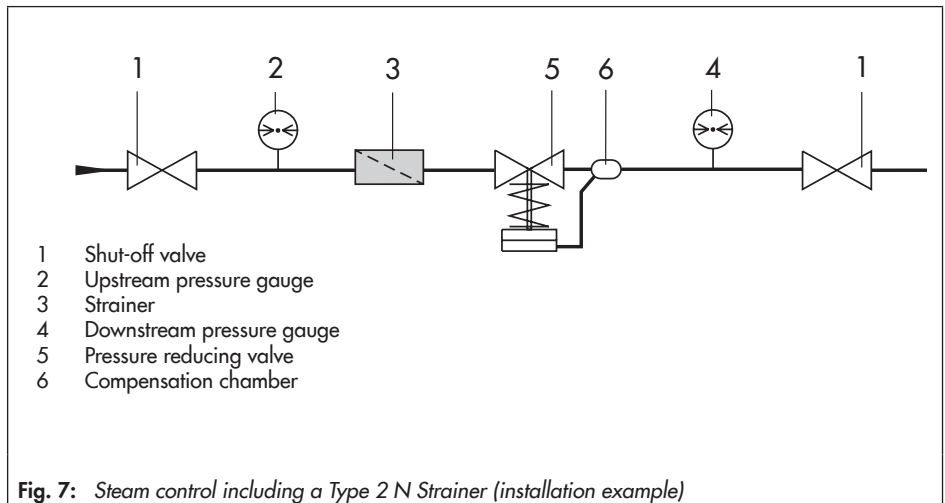 1 2 3 5 6 4 1
1 Shut-off valve
2 Upstream pressure gauge
3 Strainer
4 Downstream pressure gauge
5 Pressure reducing valve
6 Compensation chamber
Fig. 7: Steam control including a Type 2 N Strainer (installation example)